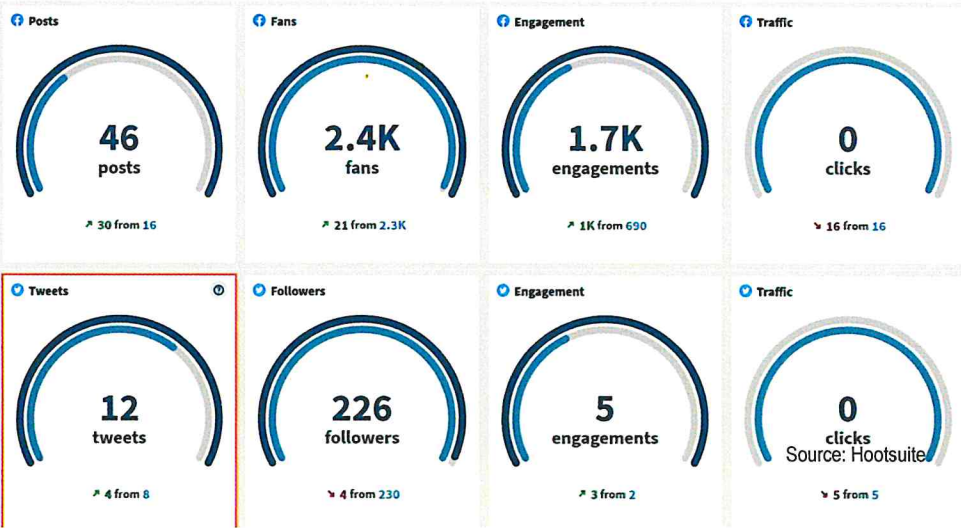 Posts
46
posts
↗ 30 from 16
Fans
2.4K
fans
↗ 21 from 2.3K
Engagement
1.7K
engagements
↗ 1K from 690
Traffic
0
clicks
↘ 16 from 16
Tweets
12
tweets
↗ 4 from 8
Followers
226
followers
↘ 4 from 230
Engagement
5
engagements
↗ 3 from 2
Traffic
0
clicks
Source: Hootsuite
↘ 5 from 5